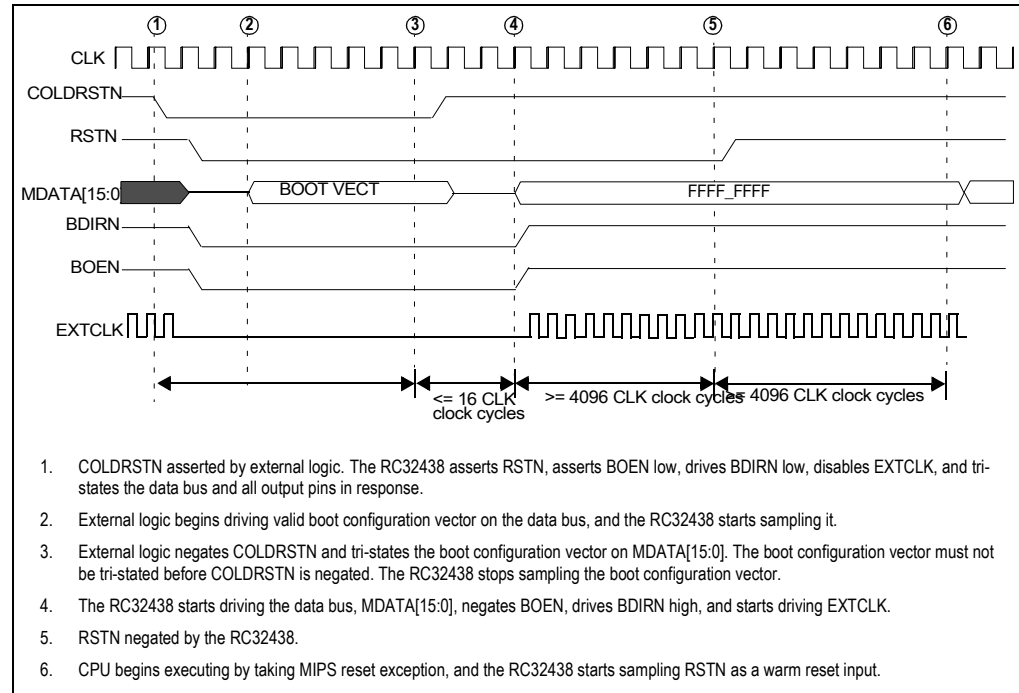 1 2 3 4 5 6
CLK
COLDRSTN
RSTN
MDATA[15:0
BOOT VECT
FFFF_FFFF
BDIRN
BOEN
EXTCLK
<= 16 CLK
clock cycles
>= 4096 CLK clock cycles
>= 4096 CLK clock cycles
1. COLDRSTN asserted by external logic. The RC32438 asserts RSTN, asserts BOEN low, drives BDIRN low, disables EXTCLK, and tri-
states the data bus and all output pins in response.
2. External logic begins driving valid boot configuration vector on the data bus, and the RC32438 starts sampling it.
3. External logic negates COLDRSTN and tri-states the boot configuration vector on MDATA[15:0]. The boot configuration vector must not
be tri-stated before COLDRSTN is negated. The RC32438 stops sampling the boot configuration vector.
4. The RC32438 starts driving the data bus, MDATA[15:0], negates BOEN, drives BDIRN high, and starts driving EXTCLK.
5. RSTN negated by the RC32438.
6. CPU begins executing by taking MIPS reset exception, and the RC32438 starts sampling RSTN as a warm reset input.